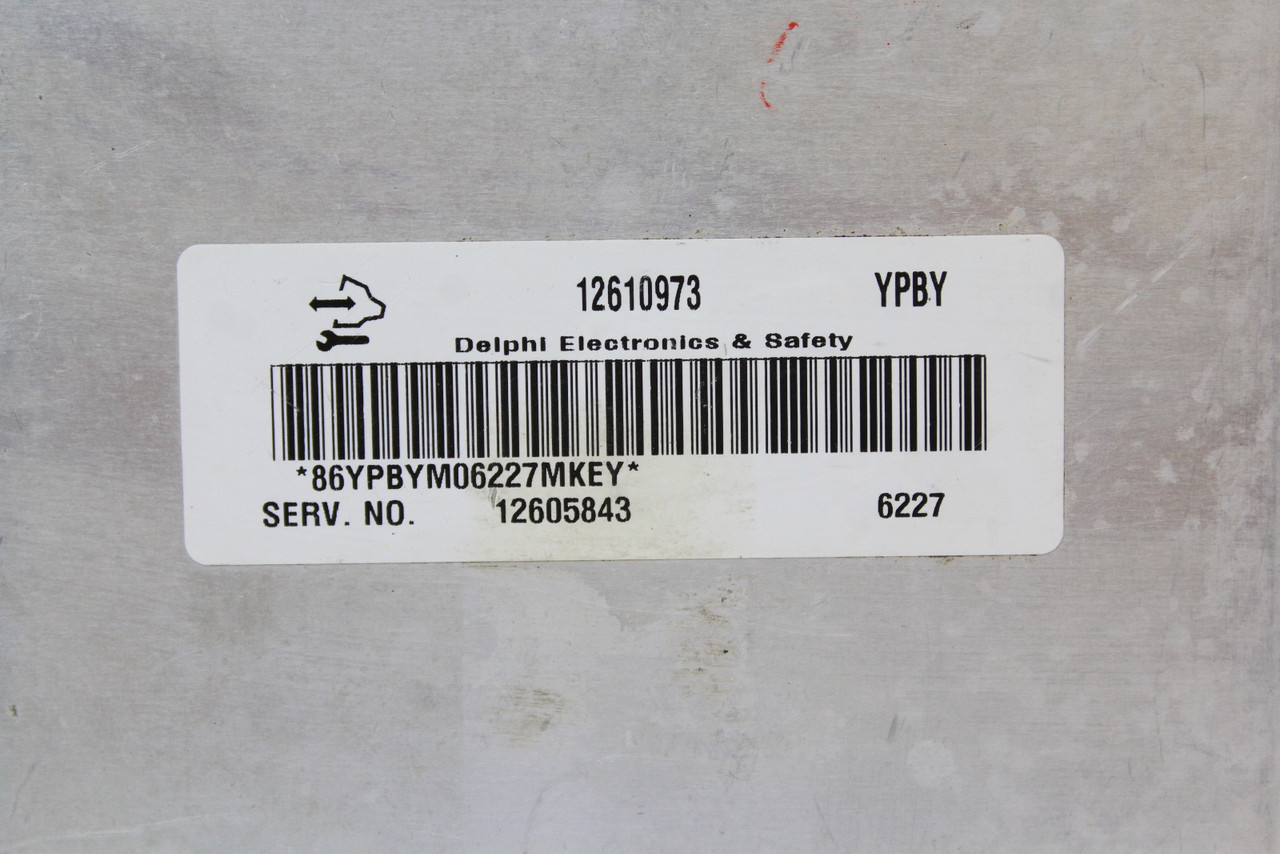 12610973 YPBY
Delphi Electronics & Safety
*86YPBYM06227MKEY*
SERV. NO. 12605843 6227